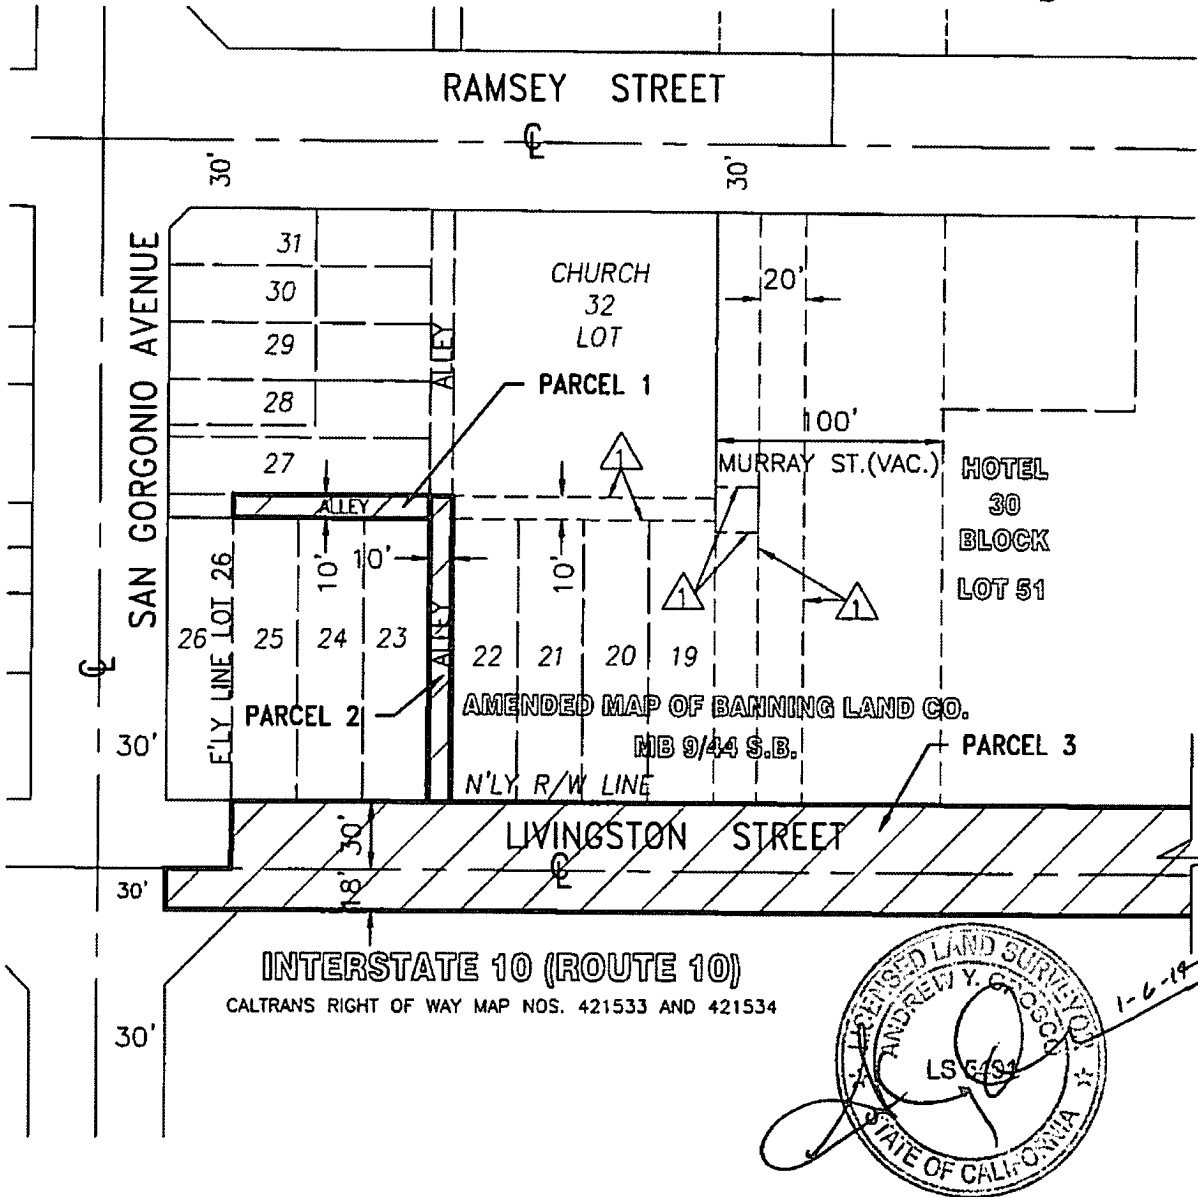 RAMSEY STREET
℄
30'
30'
SAN GORGONIO AVENUE
31
30
29
28
27
ALLEY
CHURCH
32
LOT
20'
PARCEL 1
100'
1
MURRAY ST.(VAC.)
HOTEL
30
BLOCK
LOT 51
ALLEY
10'
10'
10'
1
1
26
E'LY LINE LOT 26
25
24
23
ALLEY
22
21
20
19
℄
PARCEL 2
AMENDED MAP OF BANNING LAND CO.
MB 9/44 S.B.
PARCEL 3
30'
N'LY R/W LINE
30'
LIVINGSTON STREET
℄
30'
18'
INTERSTATE 10 (ROUTE 10)
CALTRANS RIGHT OF WAY MAP NOS. 421533 AND 421534
30'
LICENSED LAND SURVEYOR
ANDREW Y.
LS
STATE OF CALIFORNIA
1-6-14